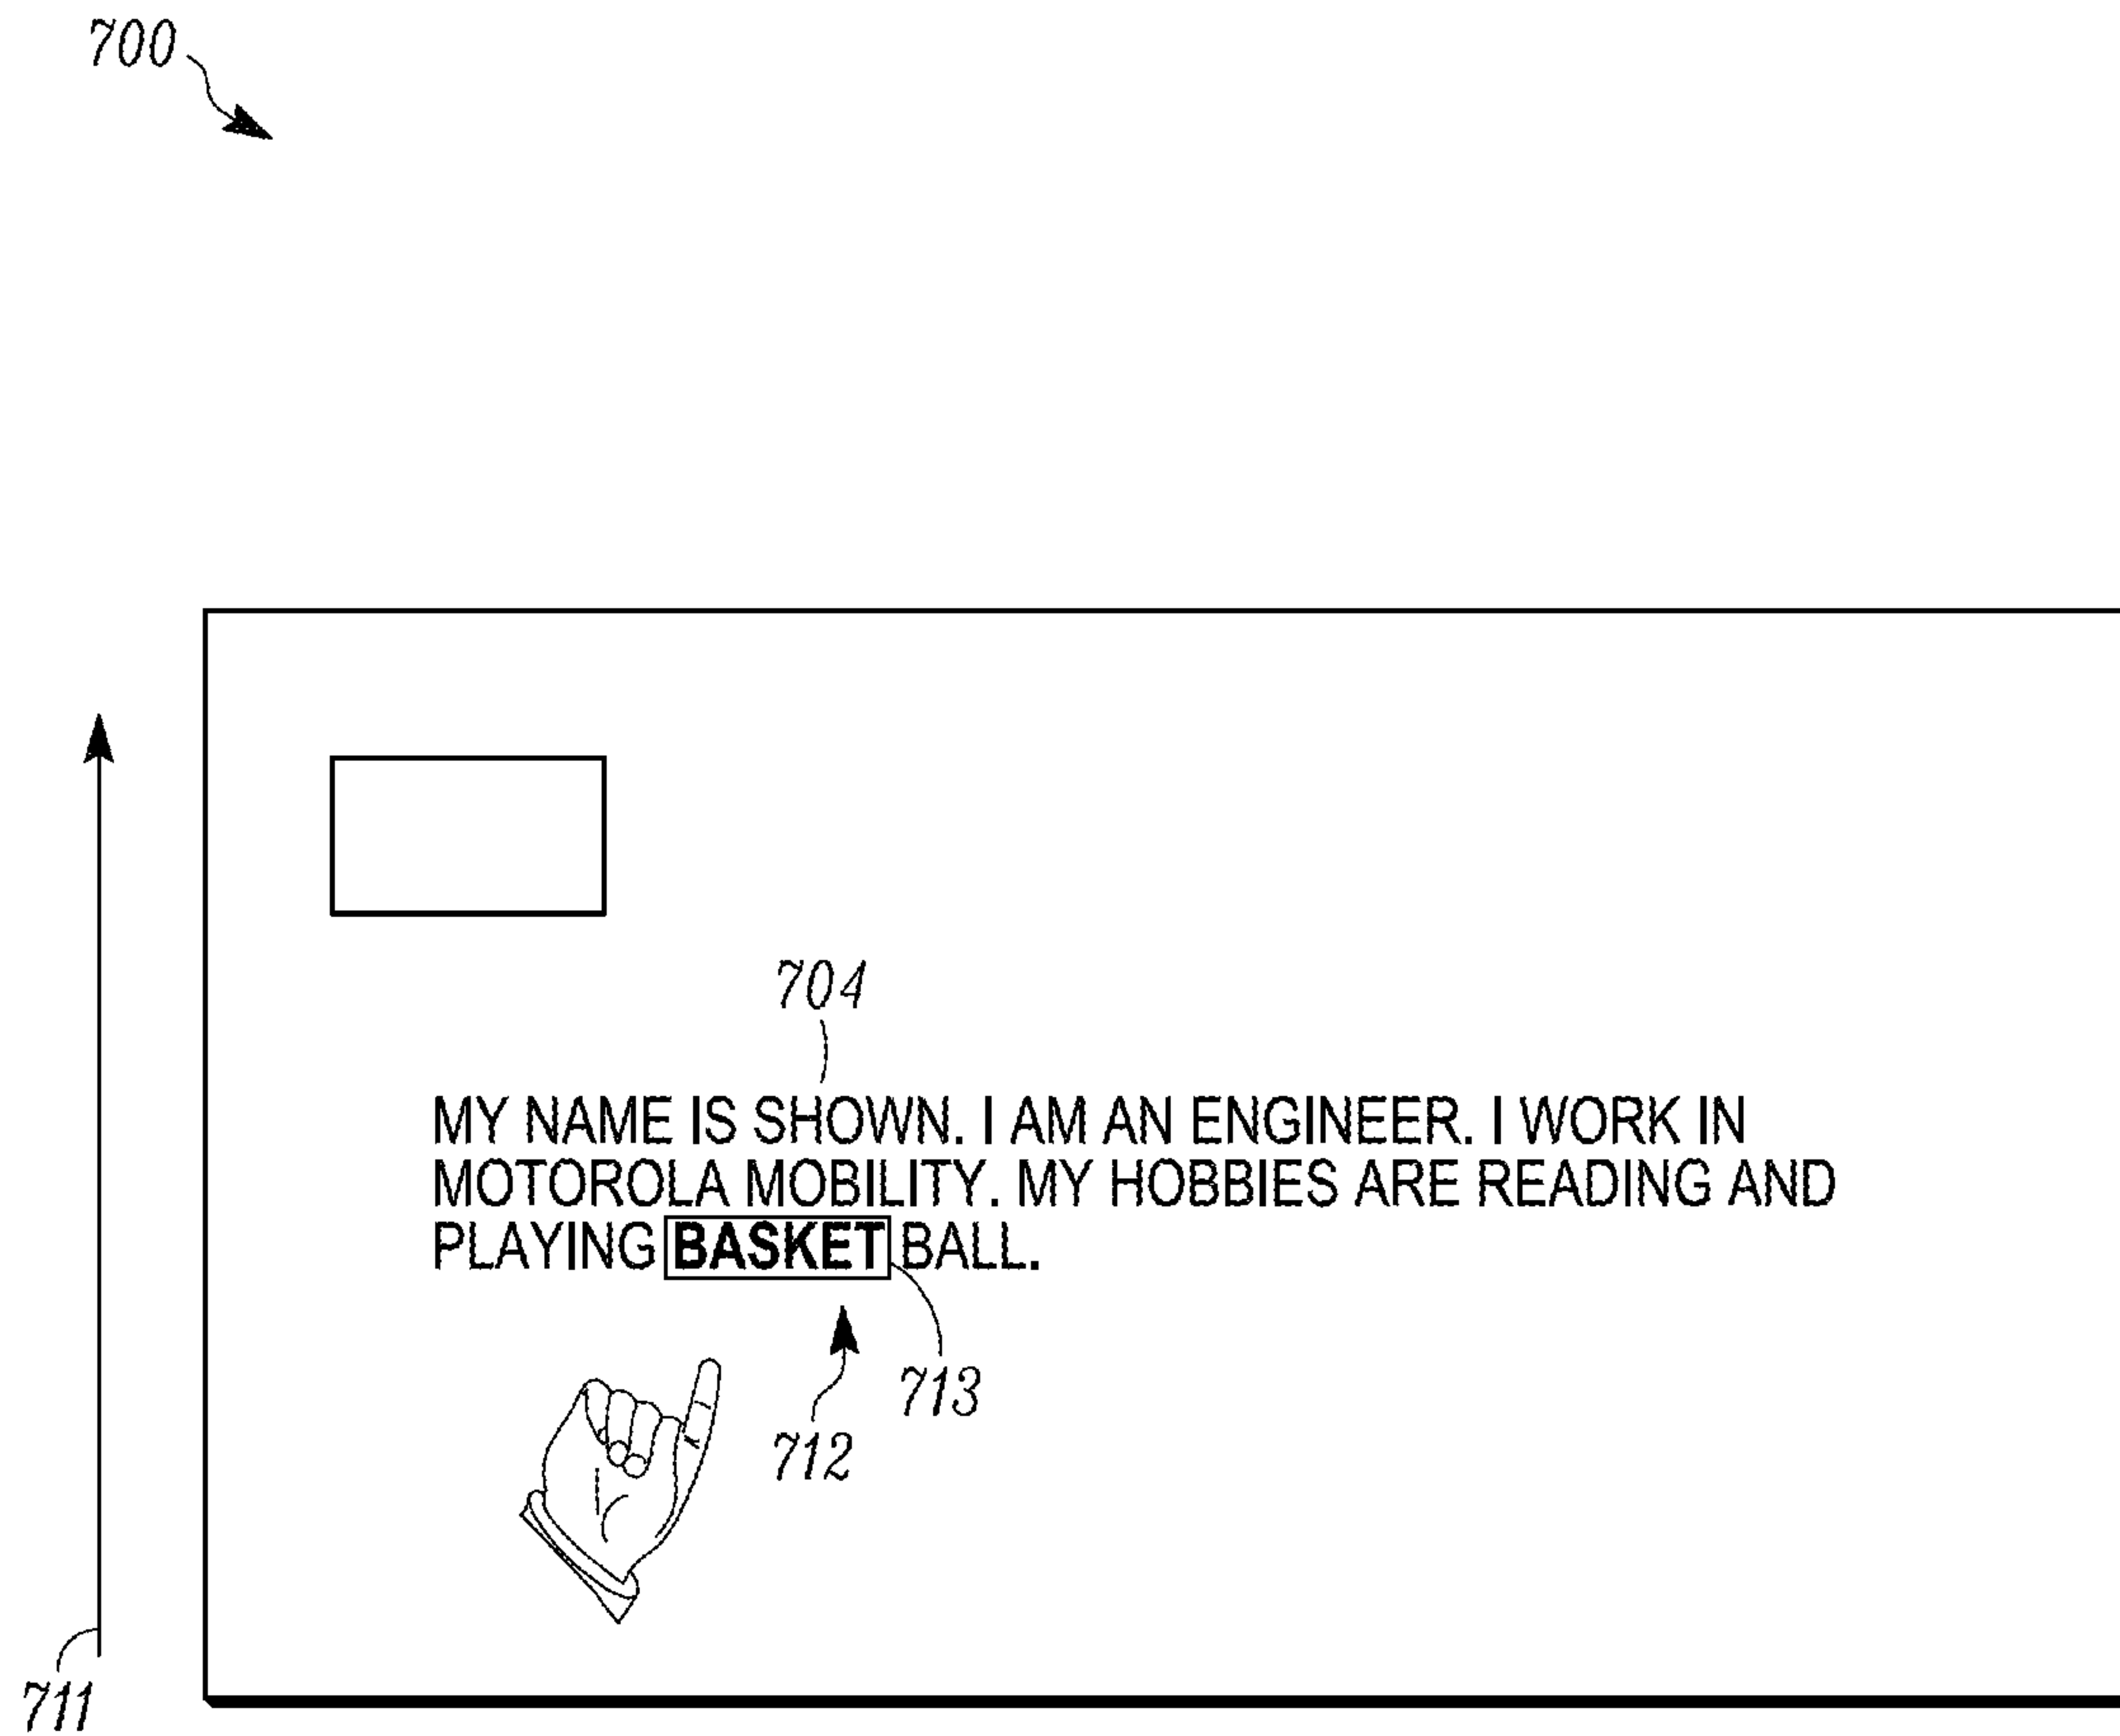 700
704
MY NAME IS SHOWN. I AM AN ENGINEER. I WORK IN
MOTOROLA MOBILITY. MY HOBBIES ARE READING AND
PLAYING BASKET BALL.
713
712
711